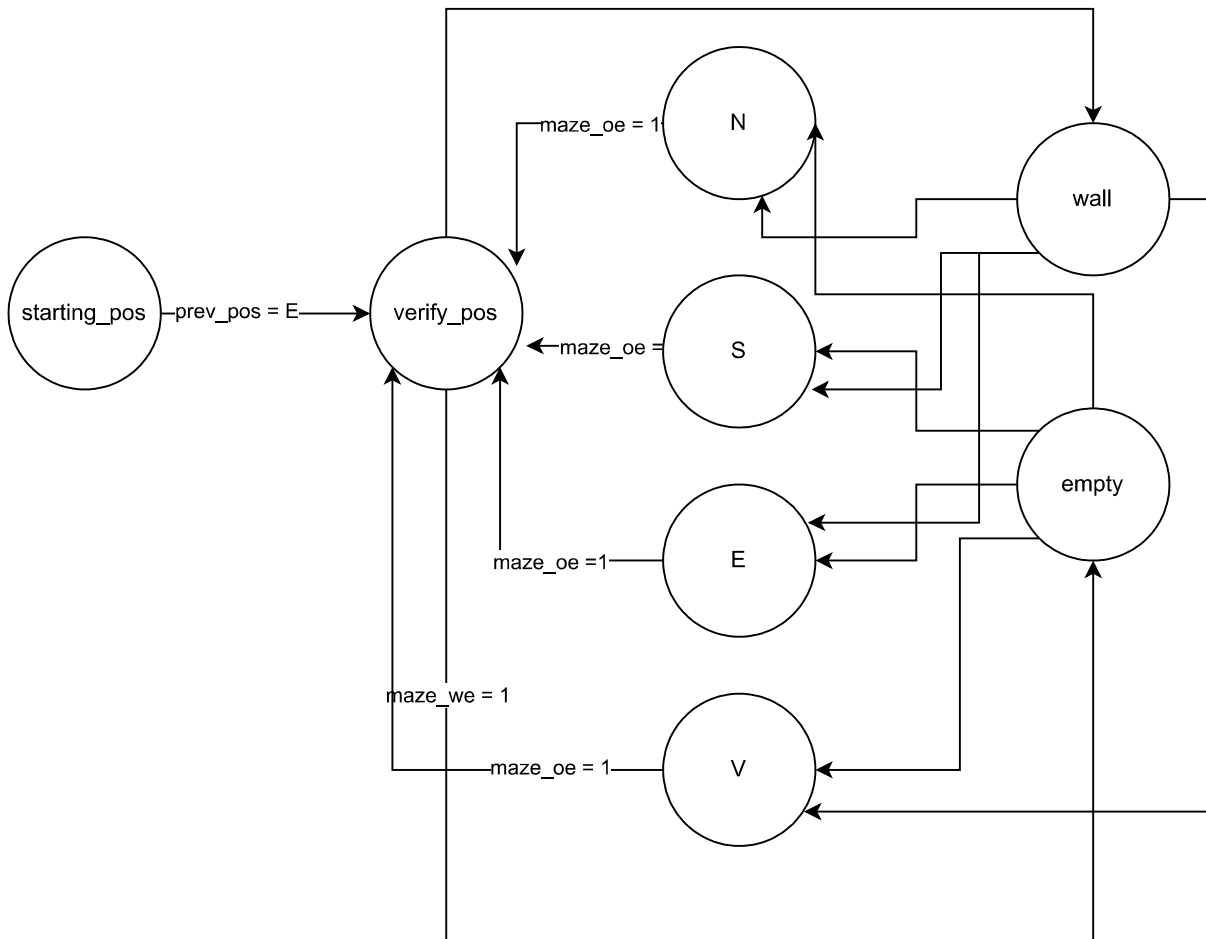 maze_oe = 1
N
wall
starting_pos
prev_pos = E
verify_pos
maze_oe =
S
empty
maze_oe =1
E
maze_we = 1
maze_oe = 1
V